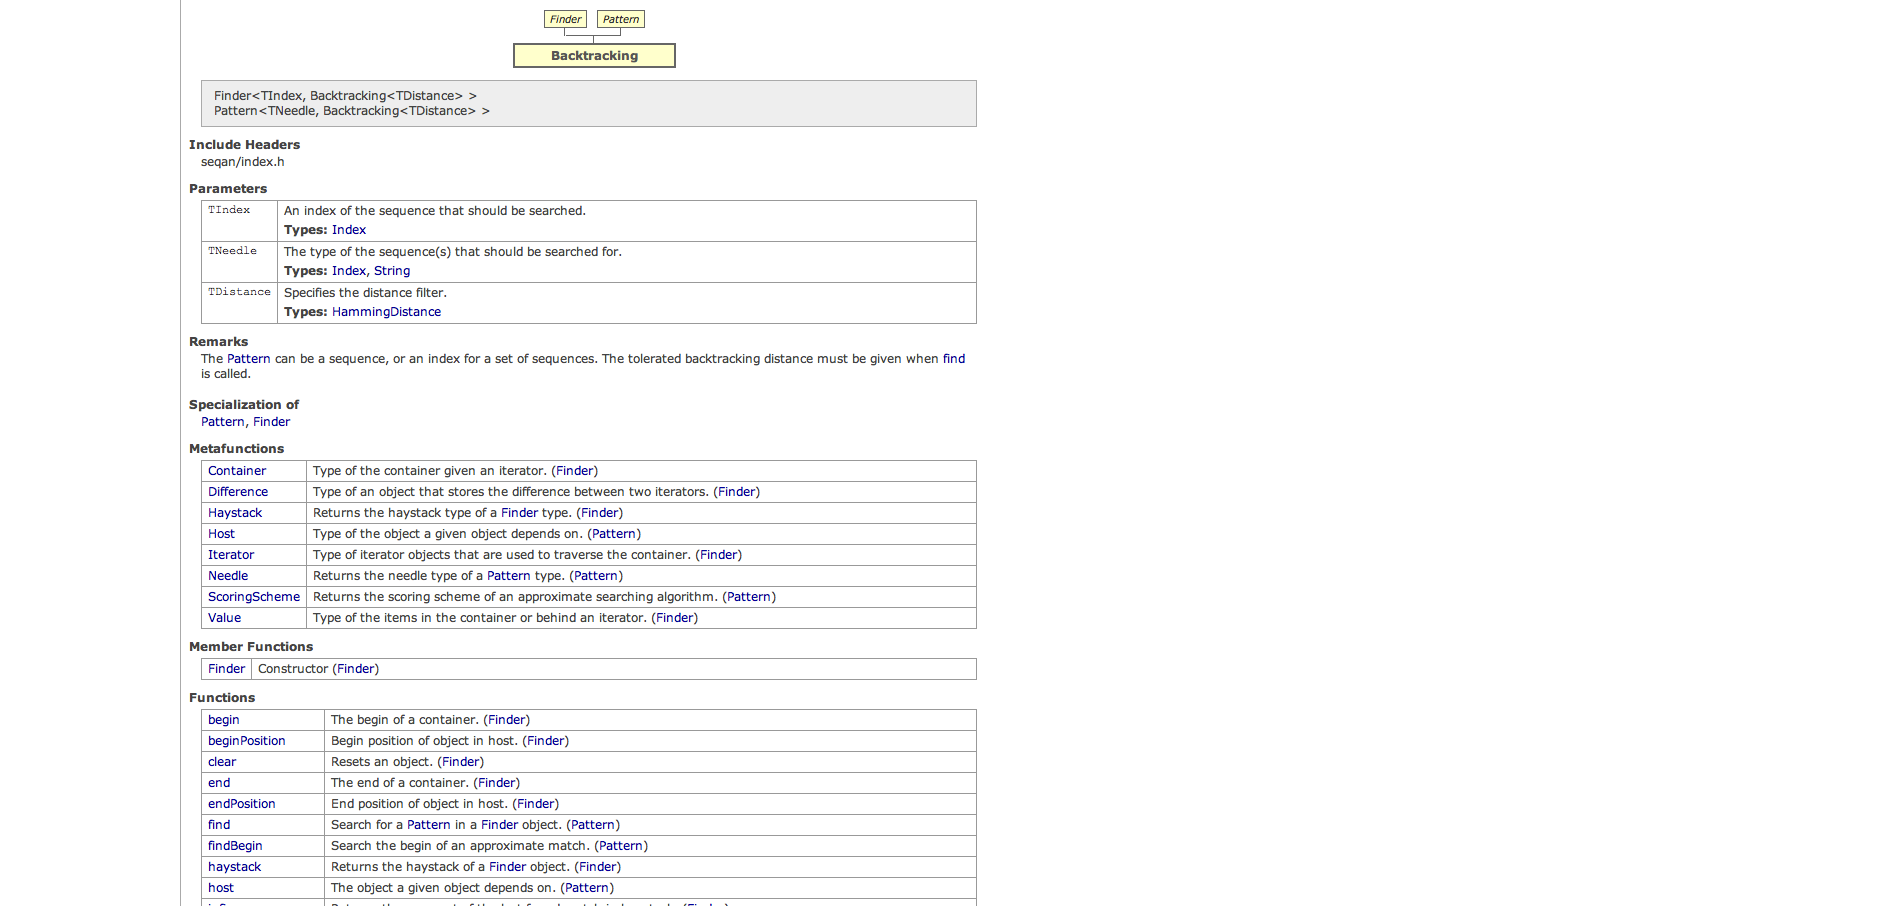 Finder Pattern
Backtracking
Finder<TIndex, Backtracking<TDistance> >
Pattern<TNeedle, Backtracking<TDistance> >
Include Headers
seqan/index.h
Parameters
TIndex An index of the sequence that should be searched.
Types: Index
TNeedle The type of the sequence(s) that should be searched for.
Types: Index, String
TDistance Specifies the distance filter.
Types: HammingDistance
Remarks
The Pattern can be a sequence, or an index for a set of sequences. The tolerated backtracking distance must be given when find
is called.
Specialization of
Pattern, Finder
Metafunctions
Container Type of the container given an iterator. (Finder)
Difference Type of an object that stores the difference between two iterators. (Finder)
Haystack Returns the haystack type of a Finder type. (Finder)
Host Type of the object a given object depends on. (Pattern)
Iterator Type of iterator objects that are used to traverse the container. (Finder)
Needle Returns the needle type of a Pattern type. (Pattern)
ScoringScheme Returns the scoring scheme of an approximate searching algorithm. (Pattern)
Value Type of the items in the container or behind an iterator. (Finder)
Member Functions
Finder Constructor (Finder)
Functions
begin The begin of a container. (Finder)
beginPosition Begin position of object in host. (Finder)
clear Resets an object. (Finder)
end The end of a container. (Finder)
endPosition End position of object in host. (Finder)
find Search for a Pattern in a Finder object. (Pattern)
findBegin Search the begin of an approximate match. (Pattern)
haystack Returns the haystack of a Finder object. (Finder)
host The object a given object depends on. (Pattern)